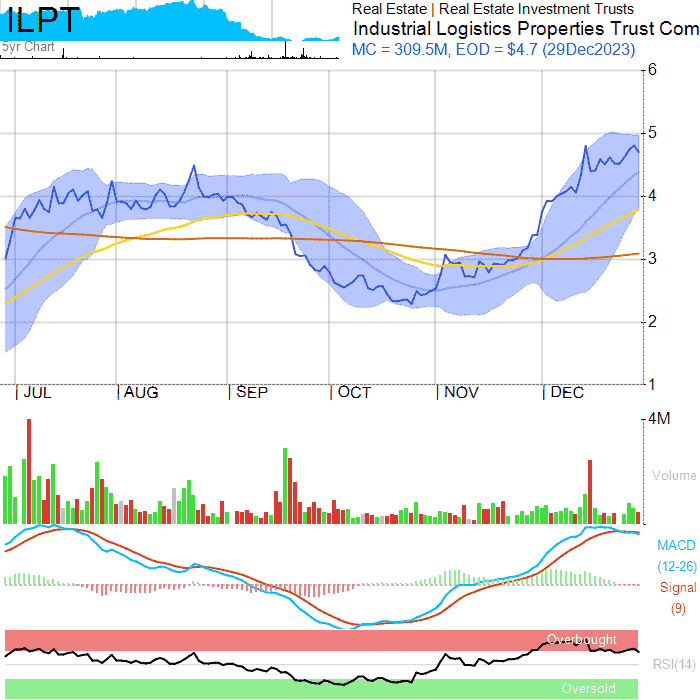 ILPT
5yr Chart
Real Estate | Real Estate Investment Trusts
Industrial Logistics Properties Trust Com
MC = 309.5M, EOD = $4.7 (29Dec2023)
6
5
4
3
2
1
JUL AUG SEP OCT NOV DEC
4M
Volume
MACD
(12-26)
Signal
(9)
Overbought
RSI(14)
Oversold